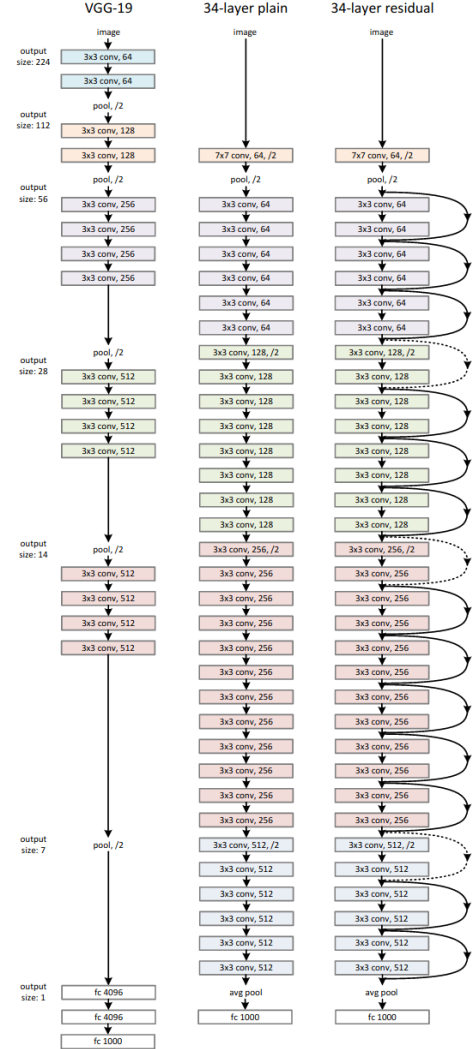 VGG-19
34-layer plain
34-layer residual
output
size: 224
output
size: 112
output
size: 56
output
size: 28
output
size: 14
output
size: 7
output
size: 1
image
3x3 conv, 64
3x3 conv, 64
pool, /2
3x3 conv, 128
3x3 conv, 128
pool, /2
3x3 conv, 256
3x3 conv, 256
3x3 conv, 256
3x3 conv, 256
pool, /2
3x3 conv, 512
3x3 conv, 512
3x3 conv, 512
3x3 conv, 512
pool, /2
3x3 conv, 512
3x3 conv, 512
3x3 conv, 512
3x3 conv, 512
pool, /2
fc 4096
fc 4096
fc 1000
image
7x7 conv, 64, /2
pool, /2
3x3 conv, 64
3x3 conv, 64
3x3 conv, 64
3x3 conv, 64
3x3 conv, 64
3x3 conv, 64
3x3 conv, 128, /2
3x3 conv, 128
3x3 conv, 128
3x3 conv, 128
3x3 conv, 128
3x3 conv, 128
3x3 conv, 128
3x3 conv, 128
3x3 conv, 256, /2
3x3 conv, 256
3x3 conv, 256
3x3 conv, 256
3x3 conv, 256
3x3 conv, 256
3x3 conv, 256
3x3 conv, 256
3x3 conv, 256
3x3 conv, 256
3x3 conv, 256
3x3 conv, 256
3x3 conv, 512, /2
3x3 conv, 512
3x3 conv, 512
3x3 conv, 512
3x3 conv, 512
3x3 conv, 512
avg pool
fc 1000
image
7x7 conv, 64, /2
pool, /2
3x3 conv, 64
3x3 conv, 64
3x3 conv, 64
3x3 conv, 64
3x3 conv, 64
3x3 conv, 64
3x3 conv, 128, /2
3x3 conv, 128
3x3 conv, 128
3x3 conv, 128
3x3 conv, 128
3x3 conv, 128
3x3 conv, 128
3x3 conv, 128
3x3 conv, 256, /2
3x3 conv, 256
3x3 conv, 256
3x3 conv, 256
3x3 conv, 256
3x3 conv, 256
3x3 conv, 256
3x3 conv, 256
3x3 conv, 256
3x3 conv, 256
3x3 conv, 256
3x3 conv, 256
3x3 conv, 512, /2
3x3 conv, 512
3x3 conv, 512
3x3 conv, 512
3x3 conv, 512
3x3 conv, 512
avg pool
fc 1000